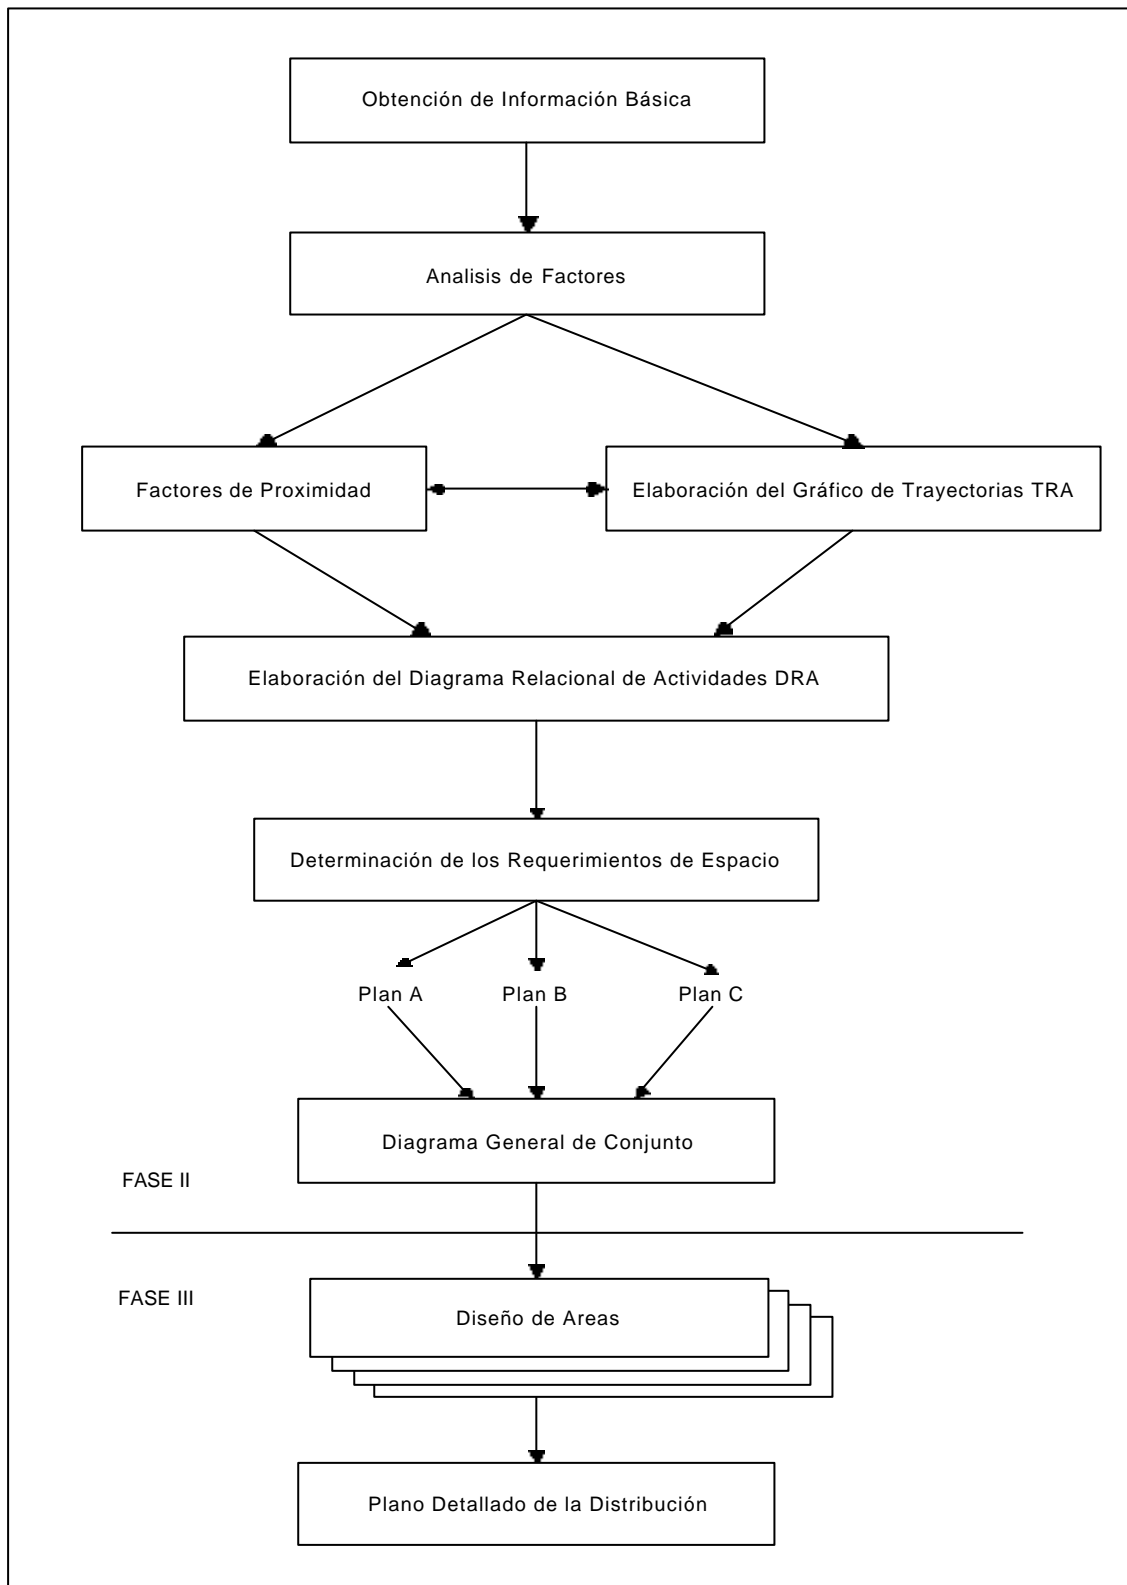 Obtención de Información Básica
Analisis de Factores
Factores de Proximidad
Elaboración del Gráfico de Trayectorias TRA
Elaboración del Diagrama Relacional de Actividades DRA
Determinación de los Requerimientos de Espacio
Plan A
Plan B
Plan C
Diagrama General de Conjunto
FASE II
FASE III
Diseño de Areas
Plano Detallado de la Distribución